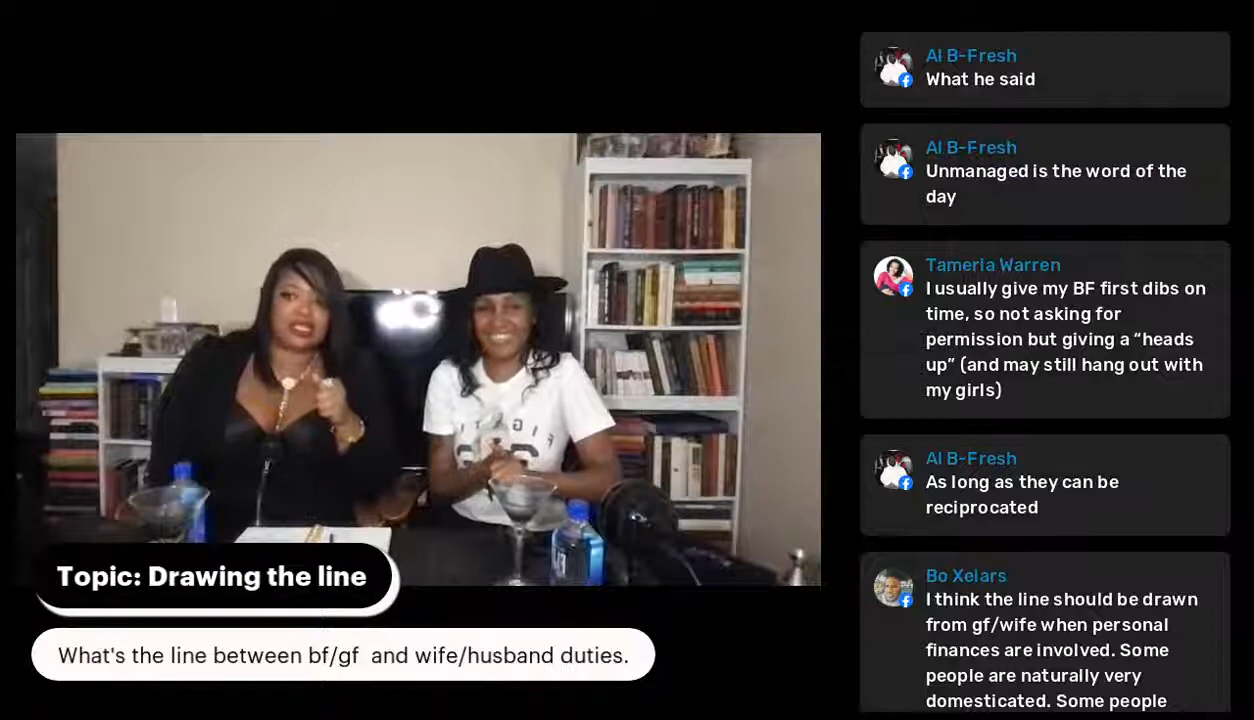 Al B-Fresh
What he said
Al B-Fresh
Unmanaged is the word of the
day
Tameria Warren
I usually give my BF first dibs on
time, so not asking for
permission but giving a “heads
up” (and may still hang out with
my girls)
Al B-Fresh
As long as they can be
reciprocated
Bo Xelars
I think the line should be drawn
from gf/wife when personal
finances are involved. Some
people are naturally very
domesticated. Some people
Topic: Drawing the line
What's the line between bf/gf and wife/husband duties.